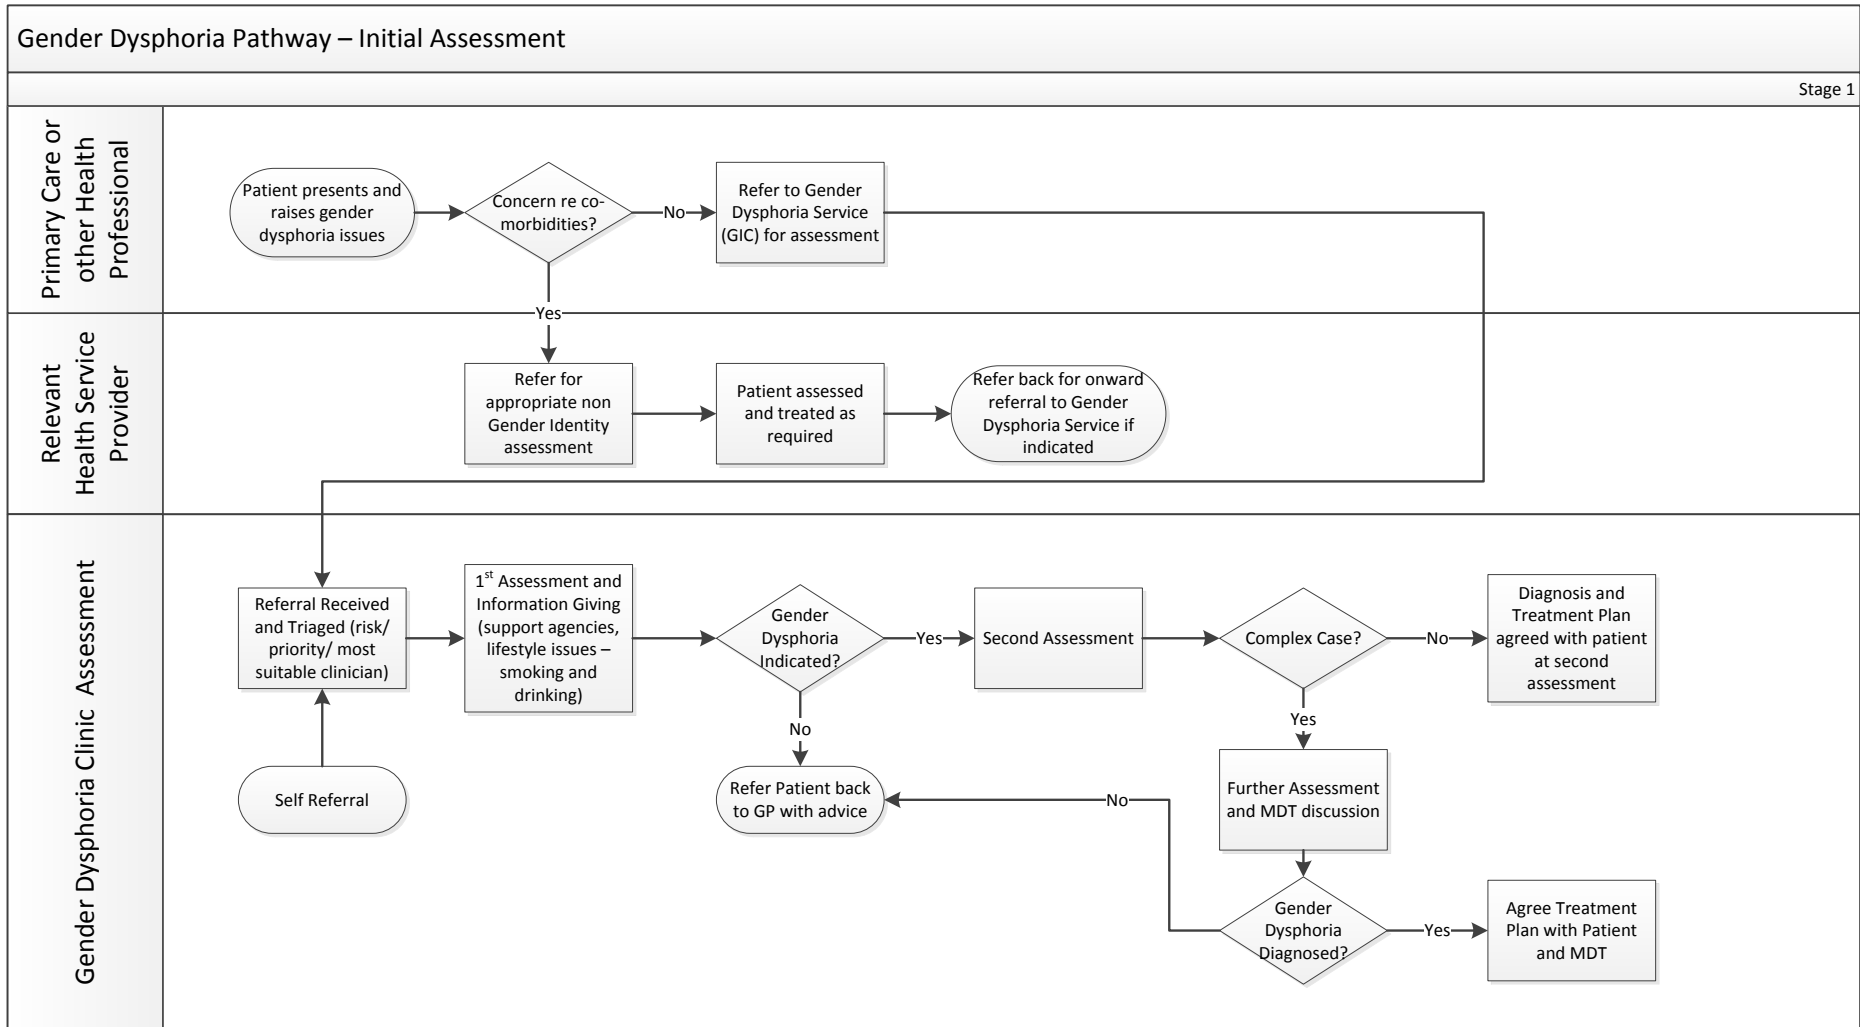 Gender Dysphoria Pathway – Initial Assessment
Stage 1
Primary Care or
other Health
Professional
Patient presents and
raises gender
dysphoria issues
Concern re co-
morbidities?
No
Refer to Gender
Dysphoria Service
(GIC) for assessment
Yes
Relevant
Health Service
Provider
Refer for
appropriate non
Gender Identity
assessment
Patient assessed
and treated as
required
Refer back for onward
referral to Gender
Dysphoria Service if
indicated
Gender Dysphoria Clinic Assessment
Referral Received
and Triaged (risk/
priority/ most
suitable clinician)
1st Assessment and
Information Giving
(support agencies,
lifestyle issues –
smoking and
drinking)
Gender
Dysphoria
Indicated?
Yes
Second Assessment
Complex Case?
No
Diagnosis and
Treatment Plan
agreed with patient
at second
assessment
No
Yes
Self Referral
Refer Patient back
to GP with advice
No
Further Assessment
and MDT discussion
Gender
Dysphoria
Diagnosed?
Yes
Agree Treatment
Plan with Patient
and MDT